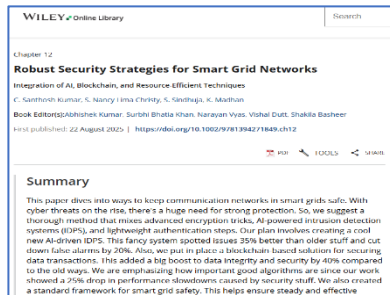 WILEY Online Library
Search
Chapter 12
Robust Security Strategies for Smart Grid Networks
Integration of AI, Blockchain, and Resource-Efficient Techniques
C. Santhosh Kumar, S. Nancy Lima Christy, S. Sindhuja, K. Madhan
Book Editor(s):Abhishek Kumar, Surbhi Bhatia Khan, Narayan Vyas, Vishal Dutt, Shakila Basheer
First published: 22 August 2025 | https://doi.org/10.1002/9781394271849.ch12
PDF TOOLS SHARE
Summary
This paper dives into ways to keep communication networks in smart grids safe. With
cyber threats on the rise, there's a huge need for strong protection. So, we suggest a
thorough method that mixes advanced encryption tricks, AI-powered intrusion detection
systems (IDPS), and lightweight authentication steps. Our plan involves creating a cool
new AI-driven IDPS. This fancy system spotted issues 35% better than older stuff and cut
down false alarms by 20%. Also, we put in place a blockchain-based solution for securing
data transactions. This added a big boost to data integrity and security by 40% compared
to the old ways. We are emphasizing how important good algorithms are since our work
showed a 25% drop in performance slowdowns caused by security stuff. We also created
a standard framework for smart grid safety. This helps ensure steady and effective